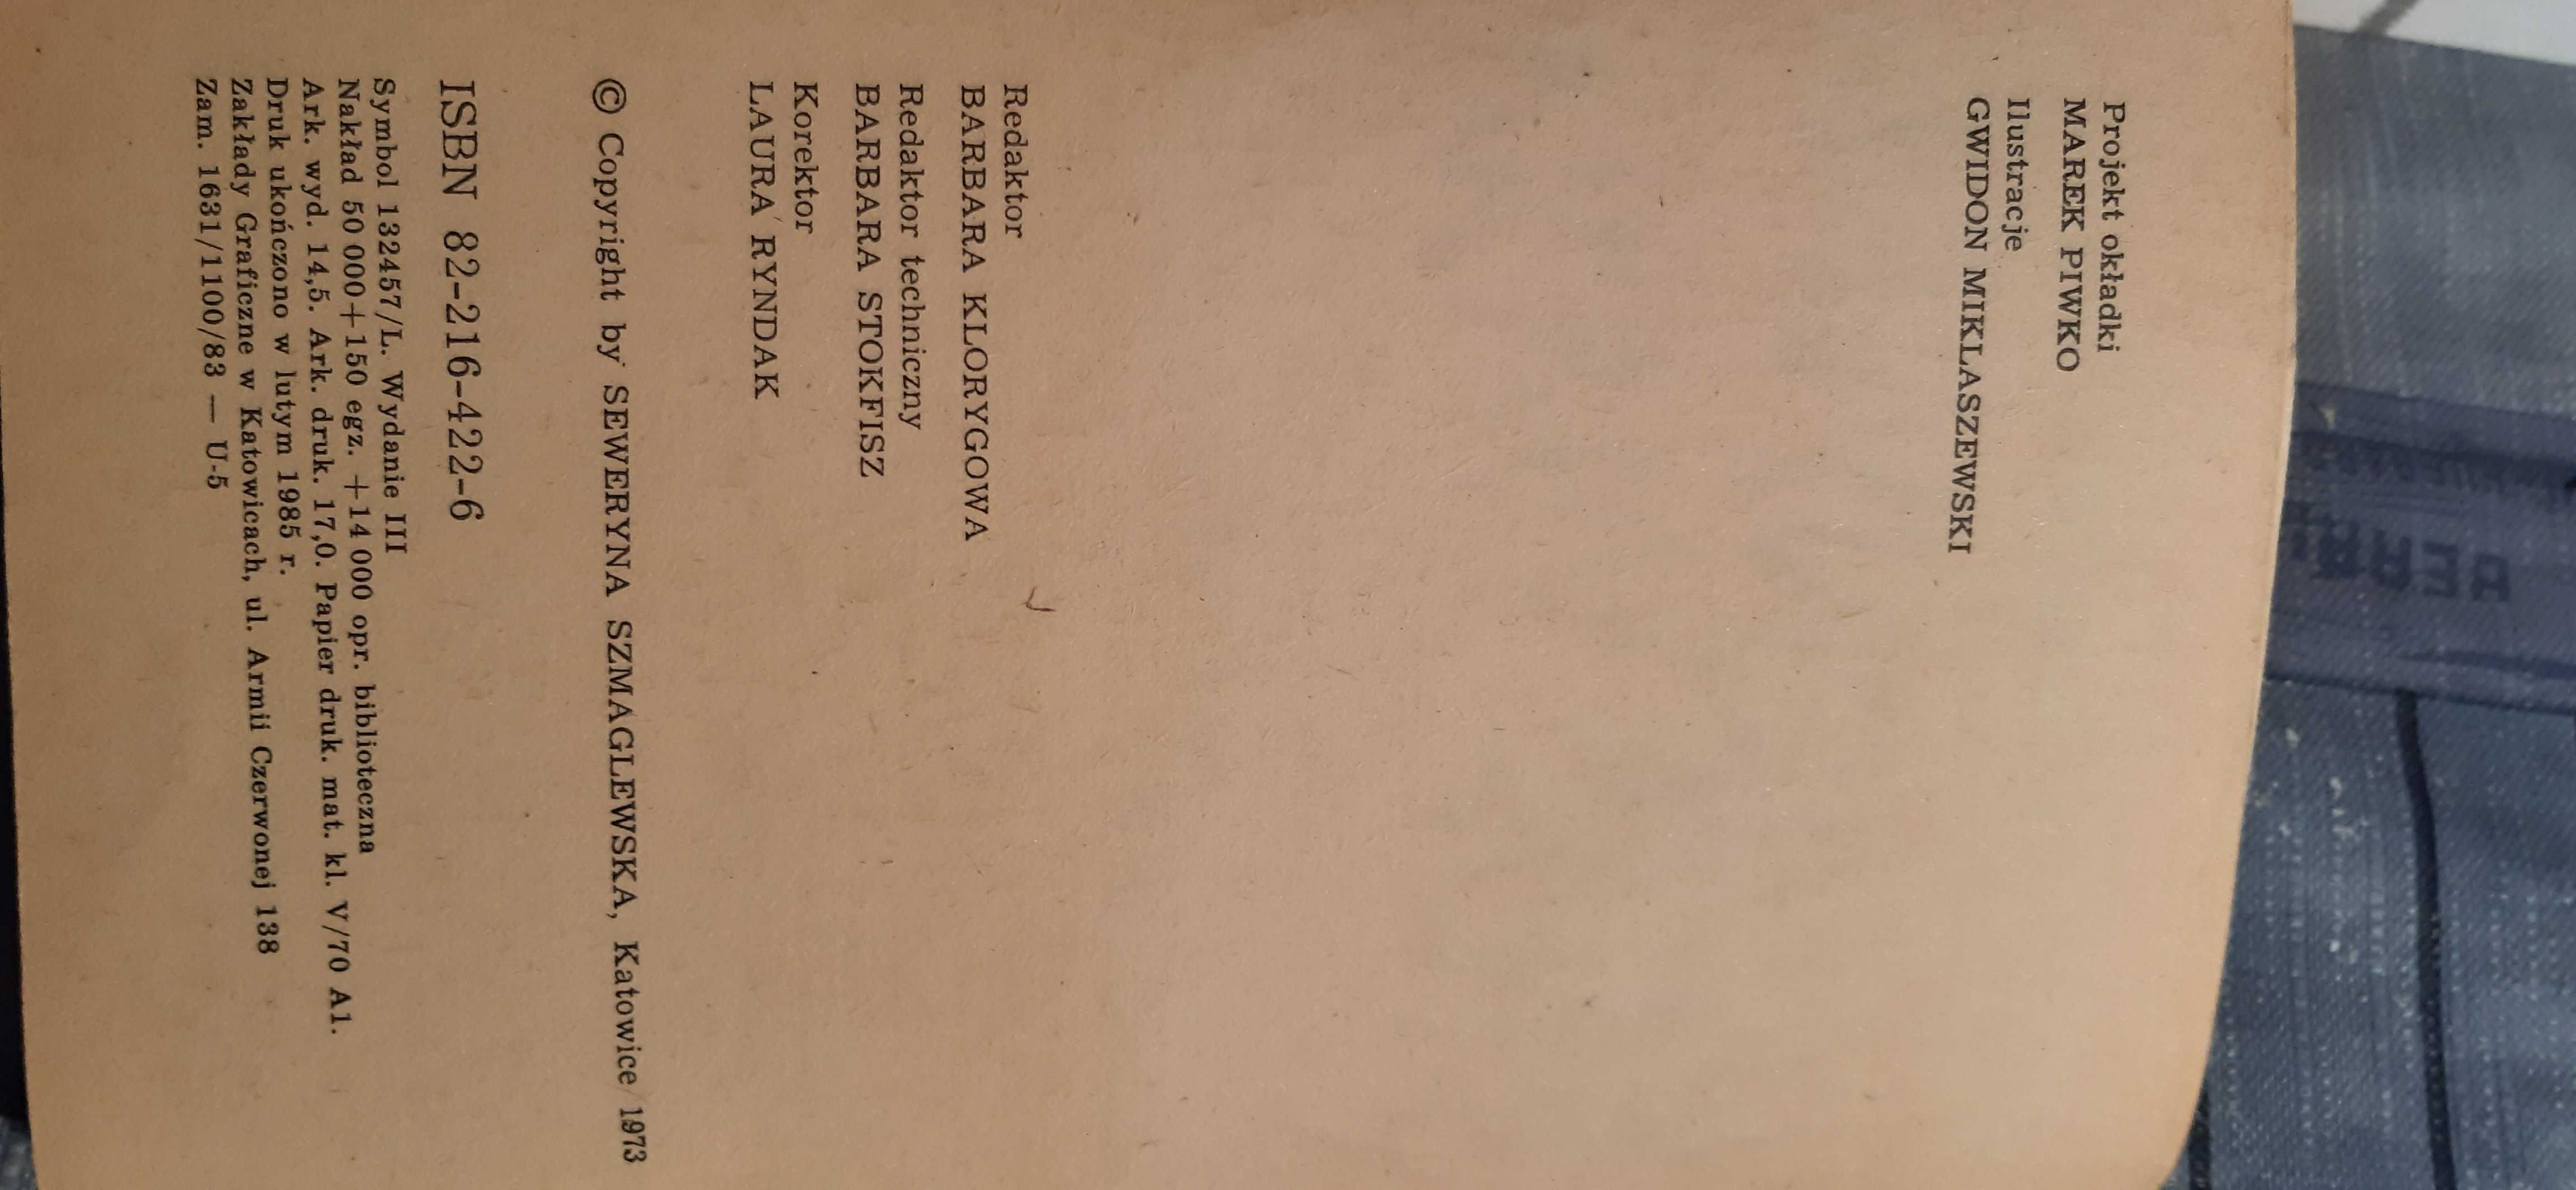 Projekt okładki
MAREK PIWKO
Ilustracje
GWIDON MIKLASZEWSKI
Redaktor
BARBARA KLORYGOWA
Redaktor techniczny
BARBARA STOKFISZ
Korektor
LAURA RYNDAK
© Copyright by SEWERYNA SZMAGLEWSKA, Katowice 1973
ISBN 82-216-422-6
Symbol 132457/L. Wydanie III
Nakład 50 000+150 egz. +14 000 opr. biblioteczna
Ark. wyd. 14,5. Ark. druk. 17,0. Papier druk. mat. kl. V/70 A1.
Druk ukończono w lutym 1985 r.
Zakłady Graficzne w Katowicach, ul. Armii Czerwonej 138
Zam. 1631/1100/83 — U-5